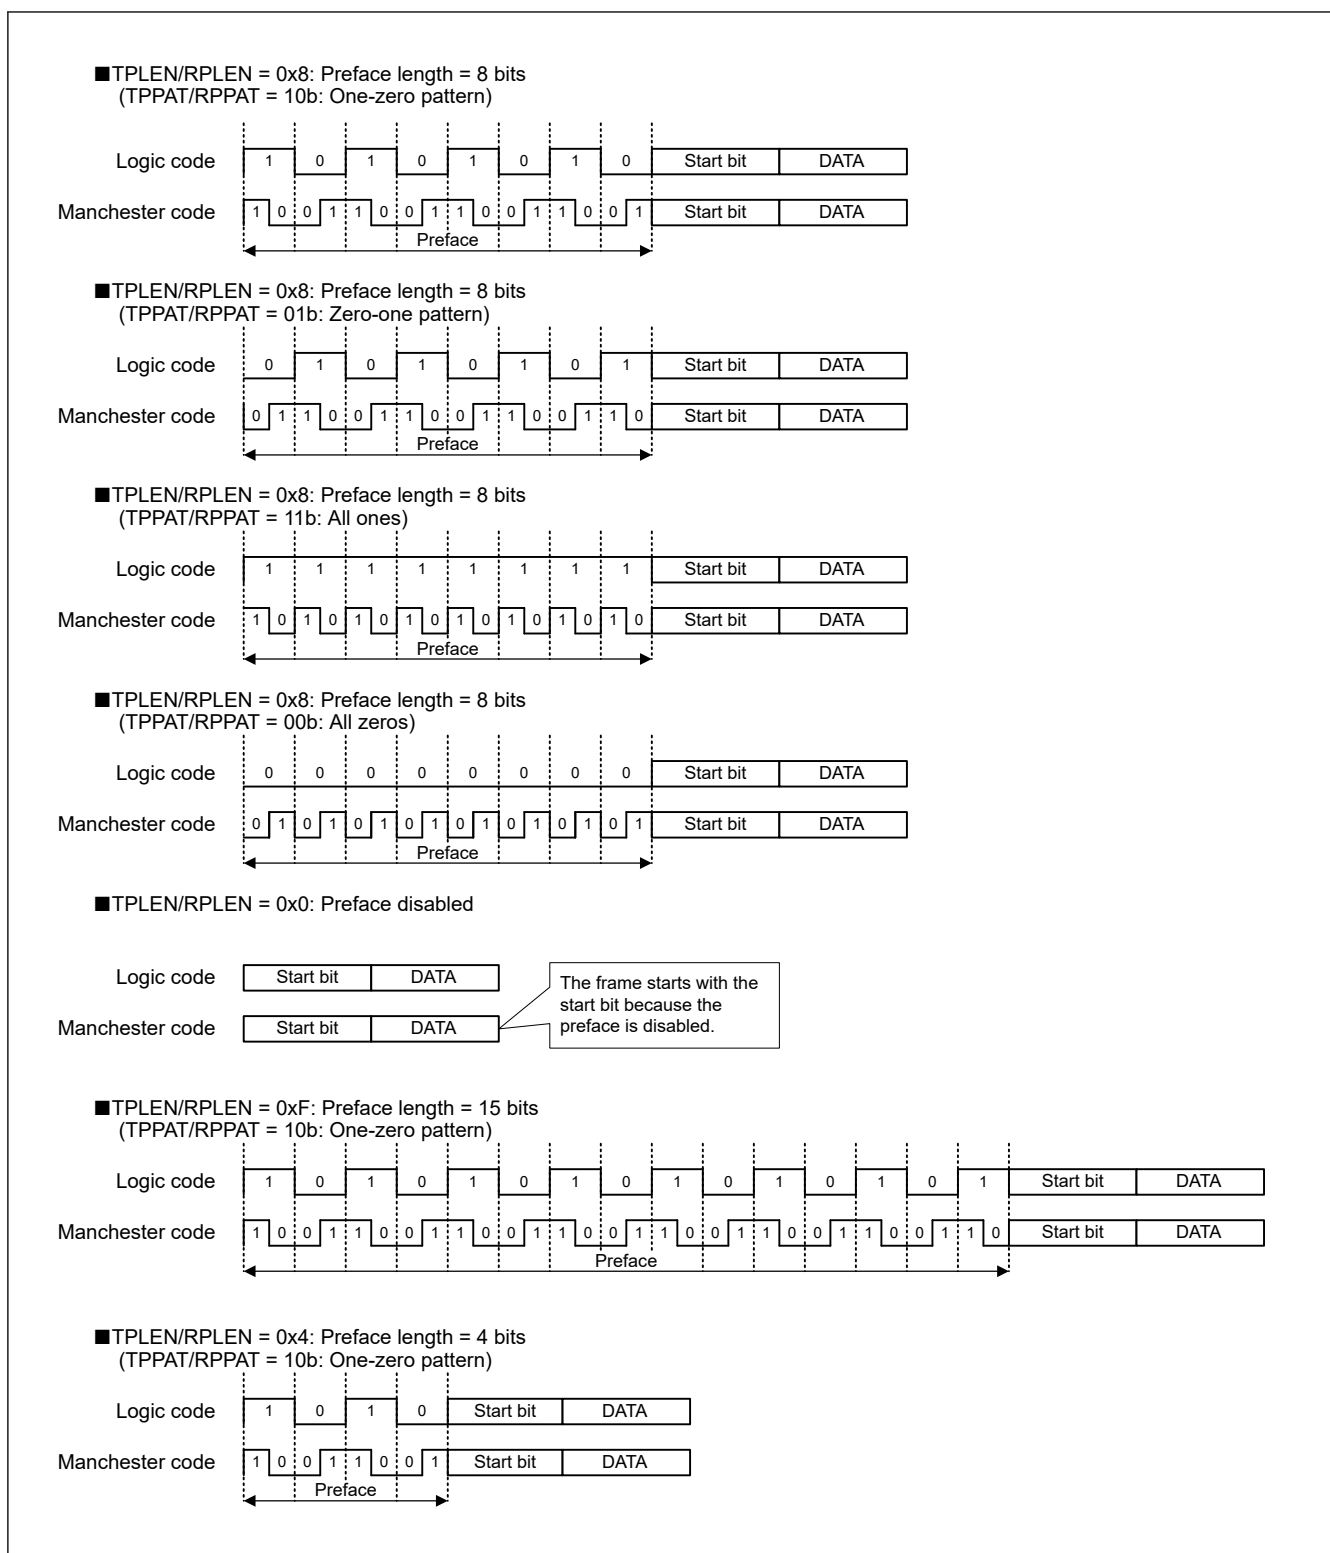 ■TPLEN/RPLEN = 0x8: Preface length = 8 bits
(TPPAT/RPPAT = 10b: One-zero pattern)
Logic code 1 0 1 0 1 0 1 0 Start bit DATA
Manchester code 1 0 0 1 1 0 0 1 1 0 0 1 1 0 0 1 Start bit DATA
Preface
■TPLEN/RPLEN = 0x8: Preface length = 8 bits
(TPPAT/RPPAT = 01b: Zero-one pattern)
Logic code 0 1 0 1 0 1 0 1 Start bit DATA
Manchester code 0 1 1 0 0 1 1 0 0 1 1 0 0 1 1 0 Start bit DATA
Preface
■TPLEN/RPLEN = 0x8: Preface length = 8 bits
(TPPAT/RPPAT = 11b: All ones)
Logic code 1 1 1 1 1 1 1 1 Start bit DATA
Manchester code 1 0 1 0 1 0 1 0 1 0 1 0 1 0 1 0 Start bit DATA
Preface
■TPLEN/RPLEN = 0x8: Preface length = 8 bits
(TPPAT/RPPAT = 00b: All zeros)
Logic code 0 0 0 0 0 0 0 0 Start bit DATA
Manchester code 0 1 0 1 0 1 0 1 0 1 0 1 0 1 0 1 Start bit DATA
Preface
■TPLEN/RPLEN = 0x0: Preface disabled
Logic code Start bit DATA
Manchester code Start bit DATA
The frame starts with the
start bit because the
preface is disabled.
■TPLEN/RPLEN = 0xF: Preface length = 15 bits
(TPPAT/RPPAT = 10b: One-zero pattern)
Logic code 1 0 1 0 1 0 1 0 1 0 1 0 1 0 1 Start bit DATA
Manchester code 1 0 0 1 1 0 0 1 1 0 0 1 1 0 0 1 1 0 0 1 1 0 0 1 1 0 0 1 1 0 Start bit DATA
Preface
■TPLEN/RPLEN = 0x4: Preface length = 4 bits
(TPPAT/RPPAT = 10b: One-zero pattern)
Logic code 1 0 1 0 Start bit DATA
Manchester code 1 0 0 1 1 0 0 1 Start bit DATA
Preface